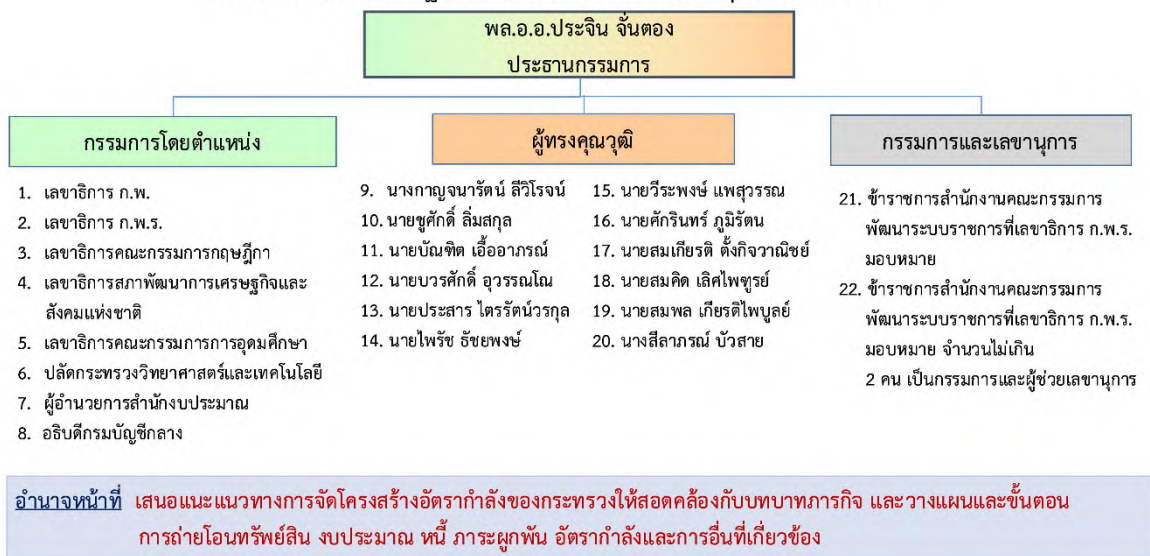 พล.อ.อ.ประจิน จั่นตอง
ประธานกรรมการ
กรรมการโดยตำแหน่ง
1. เลขาธิการ ก.พ.
2. เลขาธิการ ก.พ.ร.
3. เลขาธิการคณะกรรมการกฤษฎีกา
4. เลขาธิการสภาพัฒนาการเศรษฐกิจและ
สังคมแห่งชาติ
5. เลขาธิการคณะกรรมการการอุดมศึกษา
6. ปลัดกระทรวงวิทยาศาสตร์และเทคโนโลยี
7. ผู้อำนวยการสำนักงบประมาณ
8. อธิบดีกรมบัญชีกลาง
ผู้ทรงคุณวุฒิ
9. นางกาญจนารัตน์ ลีวิโรจน์
10. นายชูศักดิ์ ลิ่มสกุล
11. นายบัณฑิต เอื้ออาภรณ์
12. นายบวรศักดิ์ อุวรรณโณ
13. นายประสาร ไตรรัตน์วรกุล
14. นายไพรัช ธัชยพงษ์
15. นายวีระพงษ์ แพสุวรรณ
16. นายศักรินทร์ ภูมิรัตน
17. นายสมเกียรติ ตั้งกิจวาณิชย์
18. นายสมคิด เลิศไพฑูรย์
19. นายสมพล เกียรติไพบูลย์
20. นางสีลาภรณ์ บัวสาย
กรรมการและเลขานุการ
21. ข้าราชการสำนักงานคณะกรรมการ
พัฒนาระบบราชการที่เลขาธิการ ก.พ.ร.
มอบหมาย
22. ข้าราชการสำนักงานคณะกรรมการ
พัฒนาระบบราชการที่เลขาธิการ ก.พ.ร.
มอบหมาย จำนวนไม่เกิน
2 คน เป็นกรรมการและผู้ช่วยเลขานุการ
อำนาจหน้าที่ เสนอแนะแนวทางการจัดโครงสร้างอัตรากำลังของกระทรวงให้สอดคล้องกับบทบาทภารกิจ และวางแผนและขั้นตอน
การถ่ายโอนทรัพย์สิน งบประมาณ หนี้ ภาระผูกพัน อัตรากำลังและการอื่นที่เกี่ยวข้อง